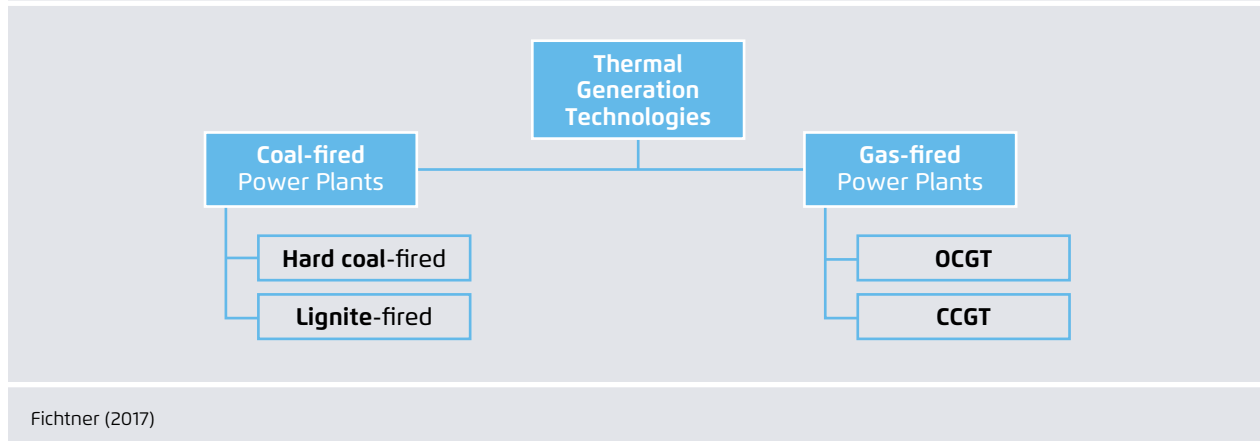 Thermal
Generation
Technologies
Coal-fired
Power Plants
Gas-fired
Power Plants
Hard coal-fired
OCGT
Lignite-fired
CCGT
Fichtner (2017)